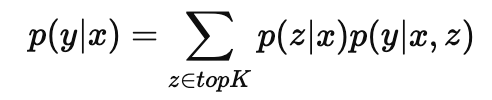 p(y|x) = ∑ p(z|x)p(y|x, z)
z∈topK